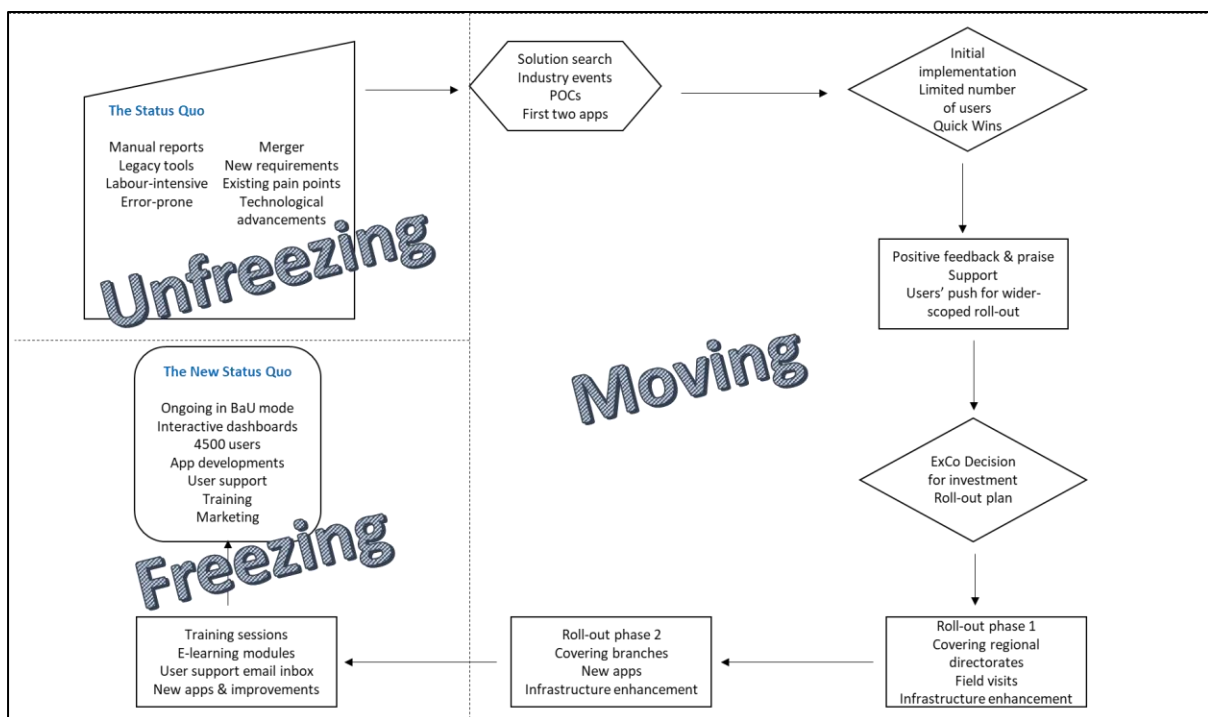 The Status Quo
Manual reports
Legacy tools
Labour-intensive
Error-prone
Merger
New requirements
Existing pain points
Technological
advancements
Unfreezing
Solution search
Industry events
POCs
First two apps
Initial
implementation
Limited number
of users
Quick Wins
Positive feedback & praise
Support
Users’ push for wider-
scoped roll-out
Moving
ExCo Decision
for investment
Roll-out plan
Roll-out phase 1
Covering regional
directorates
Field visits
Infrastructure enhancement
Roll-out phase 2
Covering branches
New apps
Infrastructure enhancement
Training sessions
E-learning modules
User support email inbox
New apps & improvements
Freezing
The New Status Quo
Ongoing in BaU mode
Interactive dashboards
4500 users
App developments
User support
Training
Marketing